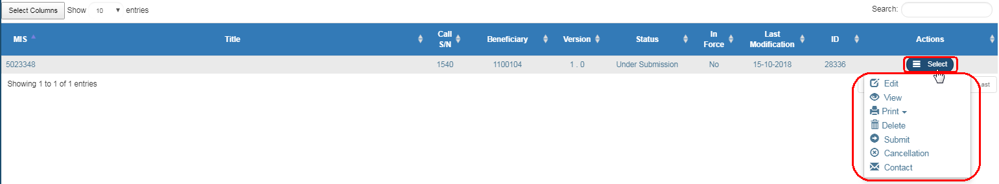 Select Columns Show 10 entries Search:
MIS Title Call S/N Beneficiary Version Status In Force Last Modification ID Actions
5023348 1540 1100104 1 . 0 Under Submission No 15-10-2018 28336 Select
Showing 1 to 1 of 1 entries
Edit
View
Print
Delete
Submit
Cancellation
Contact